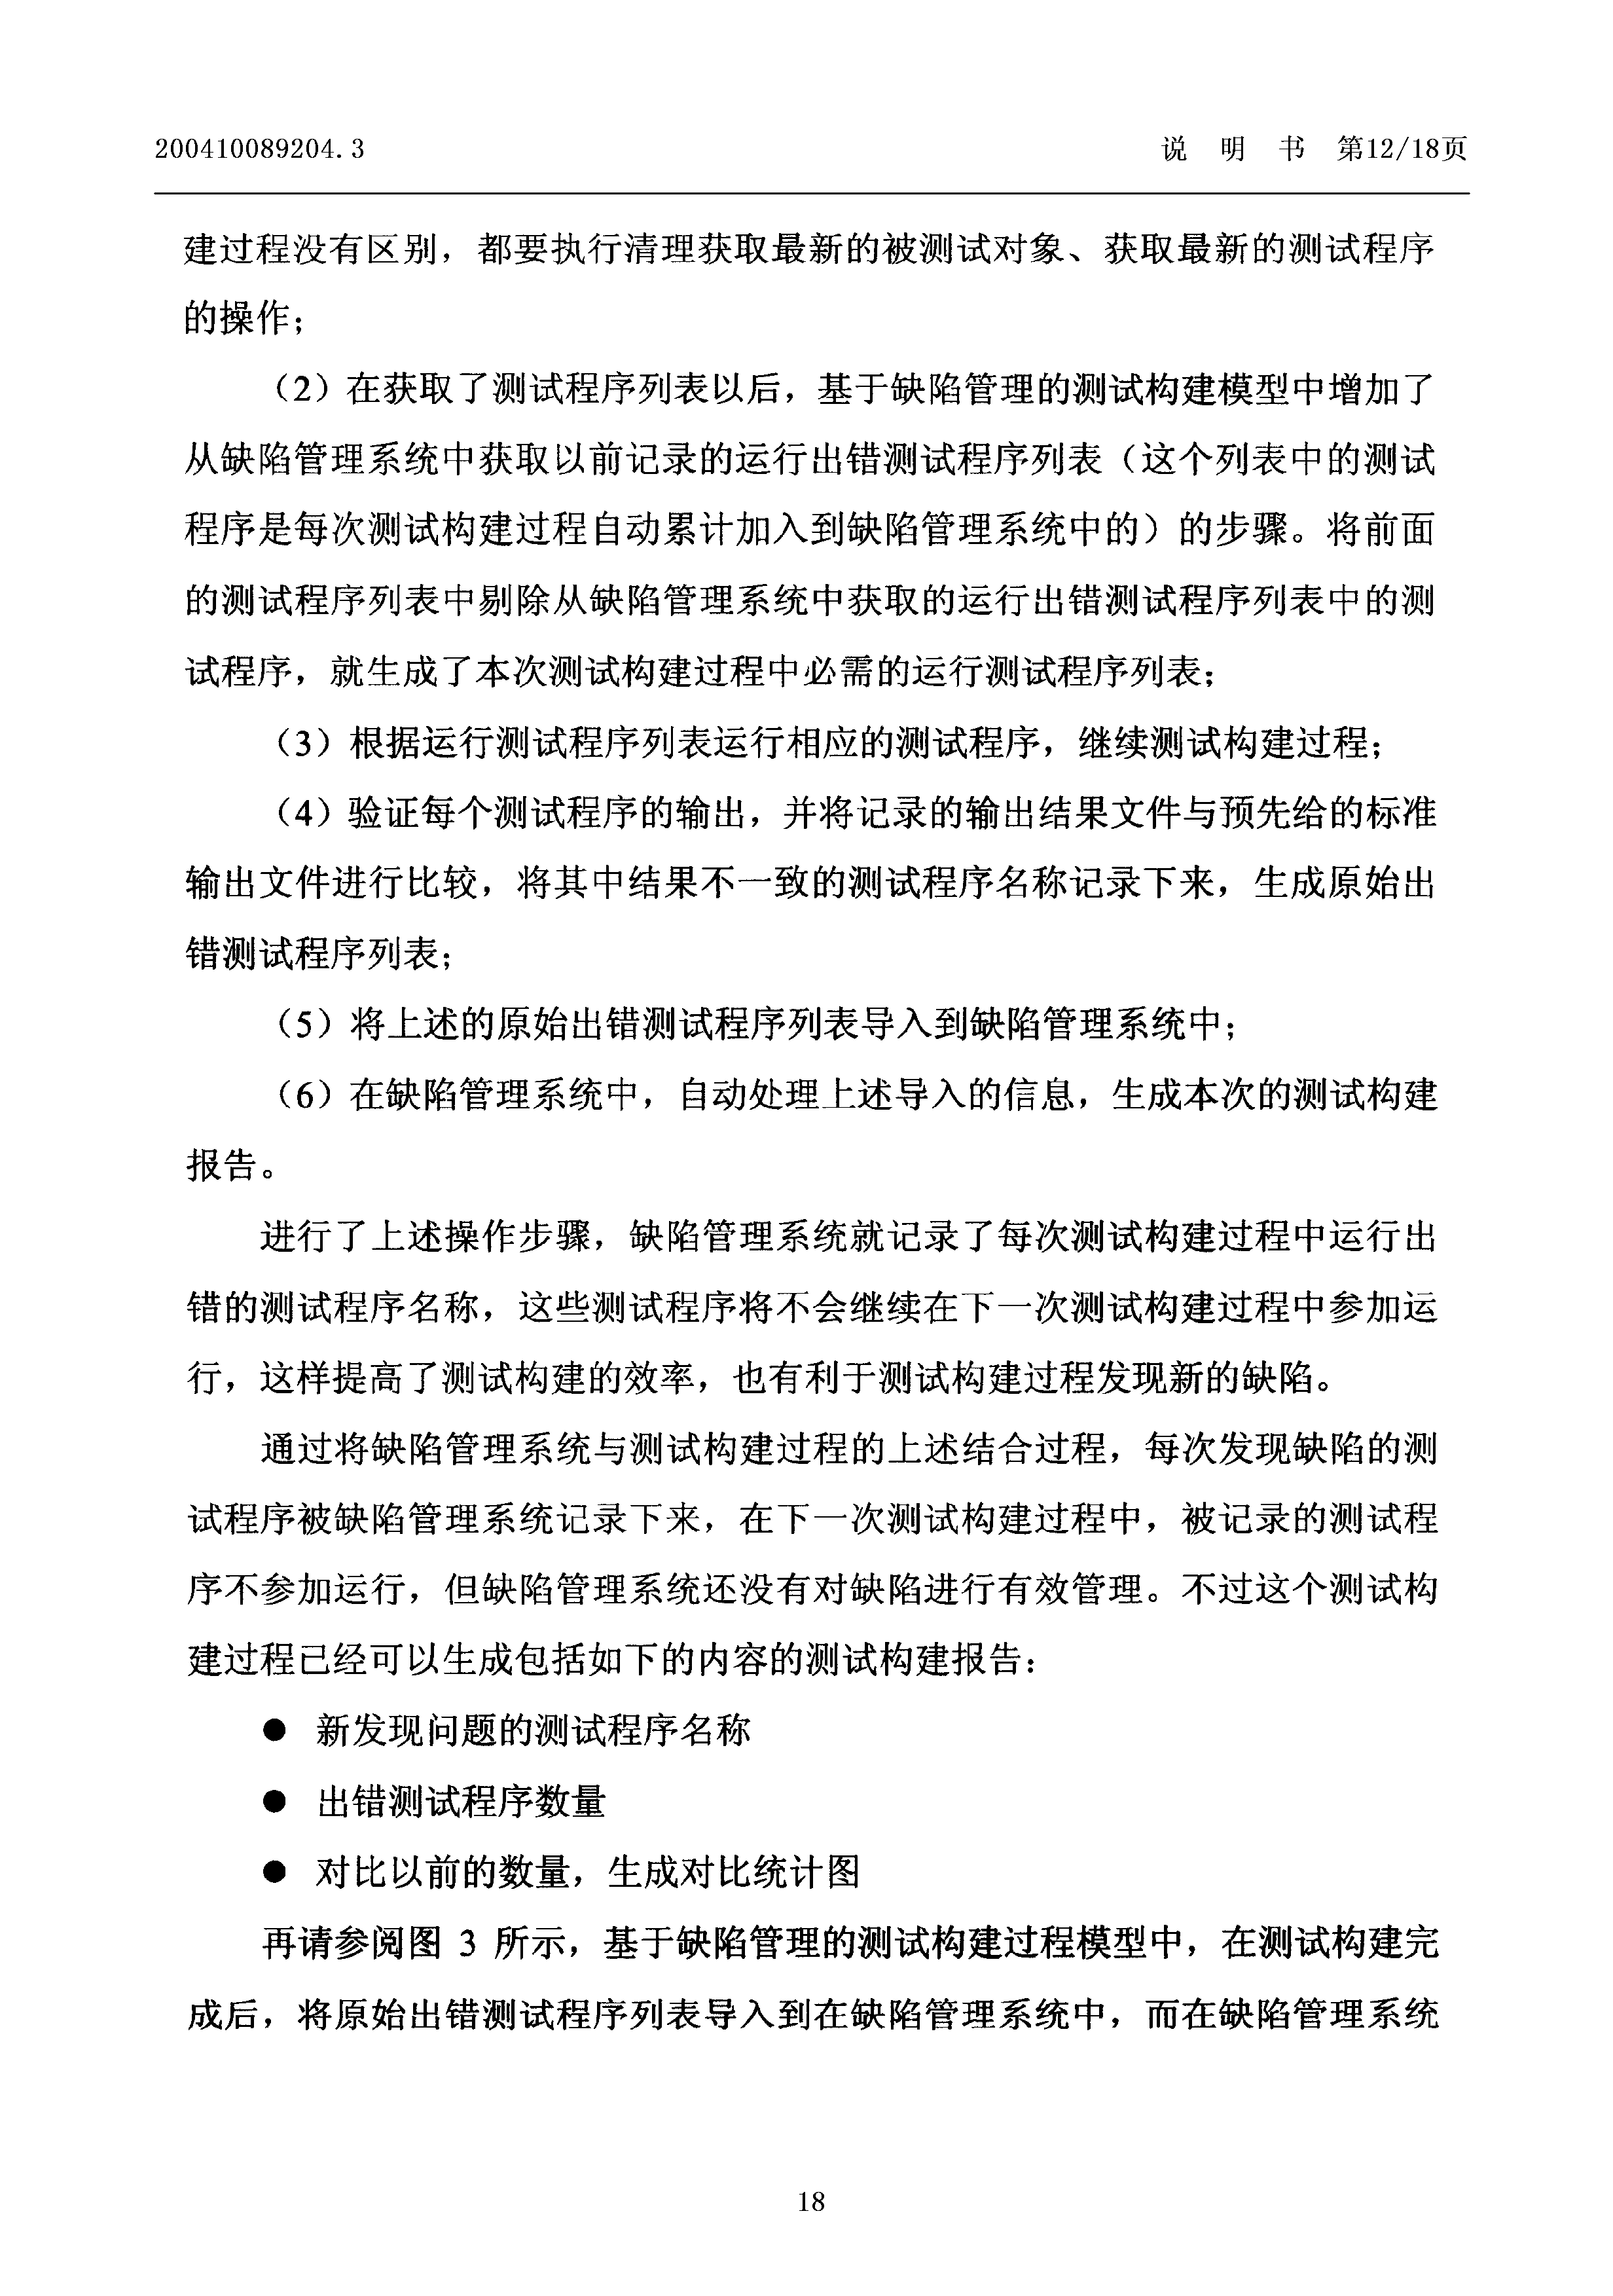 200410089204.3
说 明 书 第12/18页
建过程没有区别，都要执行清理获取最新的被测试对象、获取最新的测试程序
的操作；
（2）在获取了测试程序列表以后，基于缺陷管理的测试构建模型中增加了
从缺陷管理系统中获取以前记录的运行出错测试程序列表（这个列表中的测试
程序是每次测试构建过程自动累计加入到缺陷管理系统中的）的步骤。将前面
的测试程序列表中剔除从缺陷管理系统中获取的运行出错测试程序列表中的测
试程序，就生成了本次测试构建过程中必需的运行测试程序列表；
（3）根据运行测试程序列表运行相应的测试程序，继续测试构建过程；
（4）验证每个测试程序的输出，并将记录的输出结果文件与预先给的标准
输出文件进行比较，将其中结果不一致的测试程序名称记录下来，生成原始出
错测试程序列表；
（5）将上述的原始出错测试程序列表导入到缺陷管理系统中；
（6）在缺陷管理系统中，自动处理上述导入的信息，生成本次的测试构建
报告。
进行了上述操作步骤，缺陷管理系统就记录了每次测试构建过程中运行出
错的测试程序名称，这些测试程序将不会继续在下一次测试构建过程中参加运
行，这样提高了测试构建的效率，也有利于测试构建过程发现新的缺陷。
通过将缺陷管理系统与测试构建过程的上述结合过程，每次发现缺陷的测
试程序被缺陷管理系统记录下来，在下一次测试构建过程中，被记录的测试程
序不参加运行，但缺陷管理系统还没有对缺陷进行有效管理。不过这个测试构
建过程已经可以生成包括如下的内容的测试构建报告：
● 新发现问题的测试程序名称
● 出错测试程序数量
● 对比以前的数量，生成对比统计图
再请参阅图 3 所示，基于缺陷管理的测试构建过程模型中，在测试构建完
成后，将原始出错测试程序列表导入到在缺陷管理系统中，而在缺陷管理系统
18